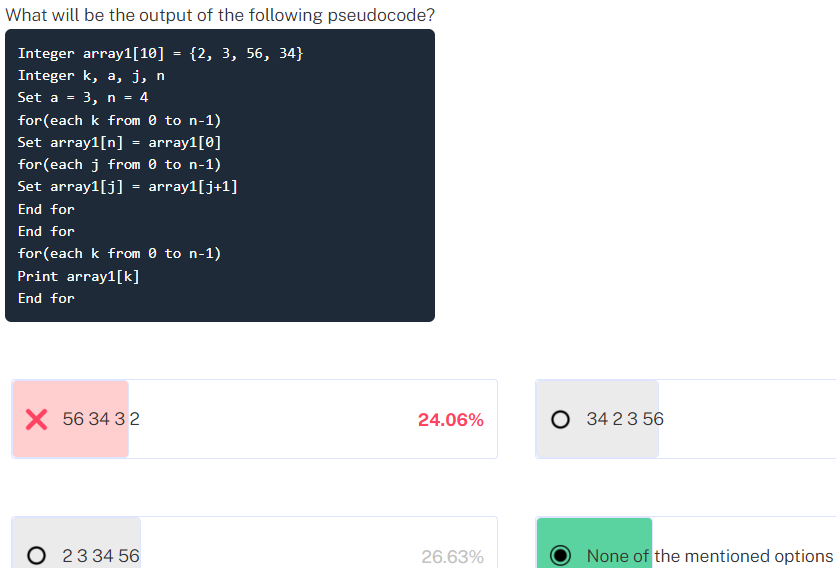 What will be the output of the following pseudocode?
Integer array1[10] = {2, 3, 56, 34}
Integer k, a, j, n
Set a = 3, n = 4
for(each k from 0 to n-1)
Set array1[n] = array1[0]
for(each j from 0 to n-1)
Set array1[j] = array1[j+1]
End for
End for
for(each k from 0 to n-1)
Print array1[k]
End for
56 34 3 2
24.06%
34 2 3 56
2 3 34 56
26.63%
None of the mentioned options